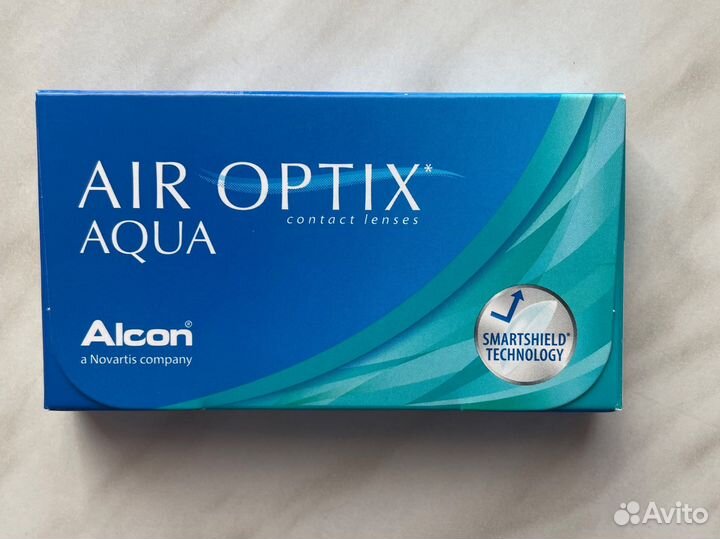 AIR OPTIX*
contact lenses
AQUA
Alcon®
a Novartis company
SMARTSHIELD®
TECHNOLOGY
Avito